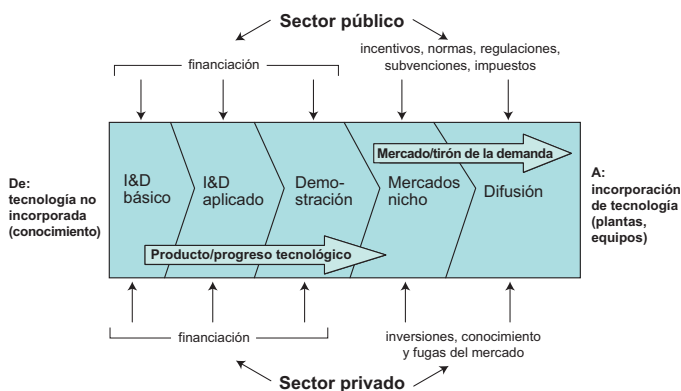 Sector público
financiación
incentivos, normas, regulaciones,
subvenciones, impuestos
De:
tecnología no
incorporada
(conocimiento)
I&D
básico
I&D
aplicado
Demo-
stración
Mercados
nicho
Difusión
Mercado/tirón de la demanda
Producto/progreso tecnológico
A:
incorporación
de tecnología
(plantas,
equipos)
financiación
inversiones, conocimiento
y fugas del mercado
Sector privado